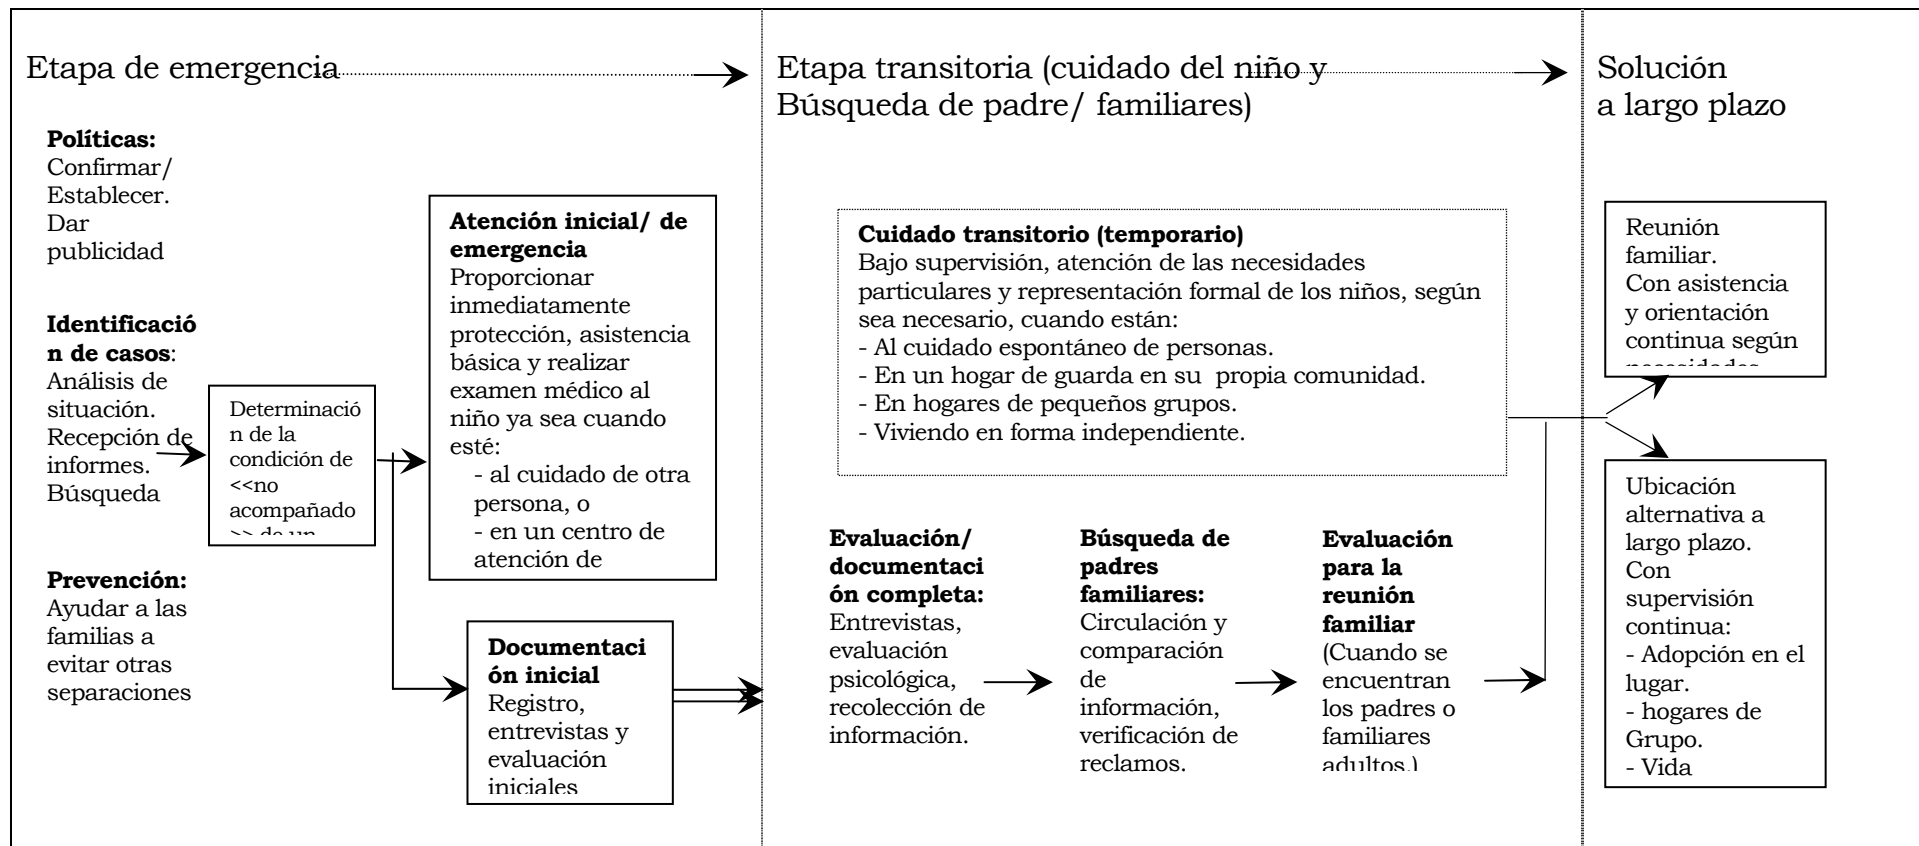 Etapa de emergencia
Políticas:
Confirmar/
Establecer.
Dar
publicidad
Identificació
n de casos:
Análisis de
situación.
Recepción de
informes.
Búsqueda
Prevención:
Ayudar a las
familias a
evitar otras
separaciones
Determinació
n de la
condición de
<<no
acompañado
>> de un
Atención inicial/ de
emergencia
Proporcionar
inmediatamente
protección, asistencia
básica y realizar
examen médico al
niño ya sea cuando
esté:
- al cuidado de otra
persona, o
- en un centro de
atención de
Documentaci
ón inicial
Registro,
entrevistas y
evaluación
iniciales
Etapa transitoria (cuidado del niño y
Búsqueda de padre/ familiares)
Cuidado transitorio (temporario)
Bajo supervisión, atención de las necesidades
particulares y representación formal de los niños, según
sea necesario, cuando están:
- Al cuidado espontáneo de personas.
- En un hogar de guarda en su propia comunidad.
- En hogares de pequeños grupos.
- Viviendo en forma independiente.
Evaluación/
documentaci
ón completa:
Entrevistas,
evaluación
psicológica,
recolección de
información.
Búsqueda de
padres
familiares:
Circulación y
comparación
de
información,
verificación de
reclamos.
Evaluación
para la
reunión
familiar
(Cuando se
encuentran
los padres o
familiares
adultos.)
Solución
a largo plazo
Reunión
familiar.
Con asistencia
y orientación
continua según
necesidades
Ubicación
alternativa a
largo plazo.
Con
supervisión
continua:
- Adopción en el
lugar.
- hogares de
Grupo.
- Vida